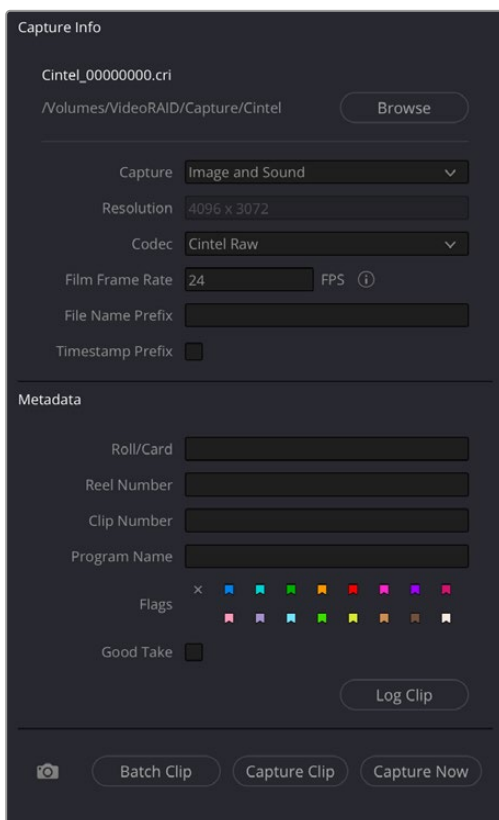 Capture Info
Cintel_00000000.cri
/Volumes/VideoRAID/Capture/Cintel Browse
Capture Image and Sound
Resolution 4096 x 3072
Codec Cintel Raw
Film Frame Rate 24 FPS
File Name Prefix
Timestamp Prefix
Metadata
Roll/Card
Reel Number
Clip Number
Program Name
Flags
Good Take
Log Clip
Batch Clip Capture Clip Capture Now